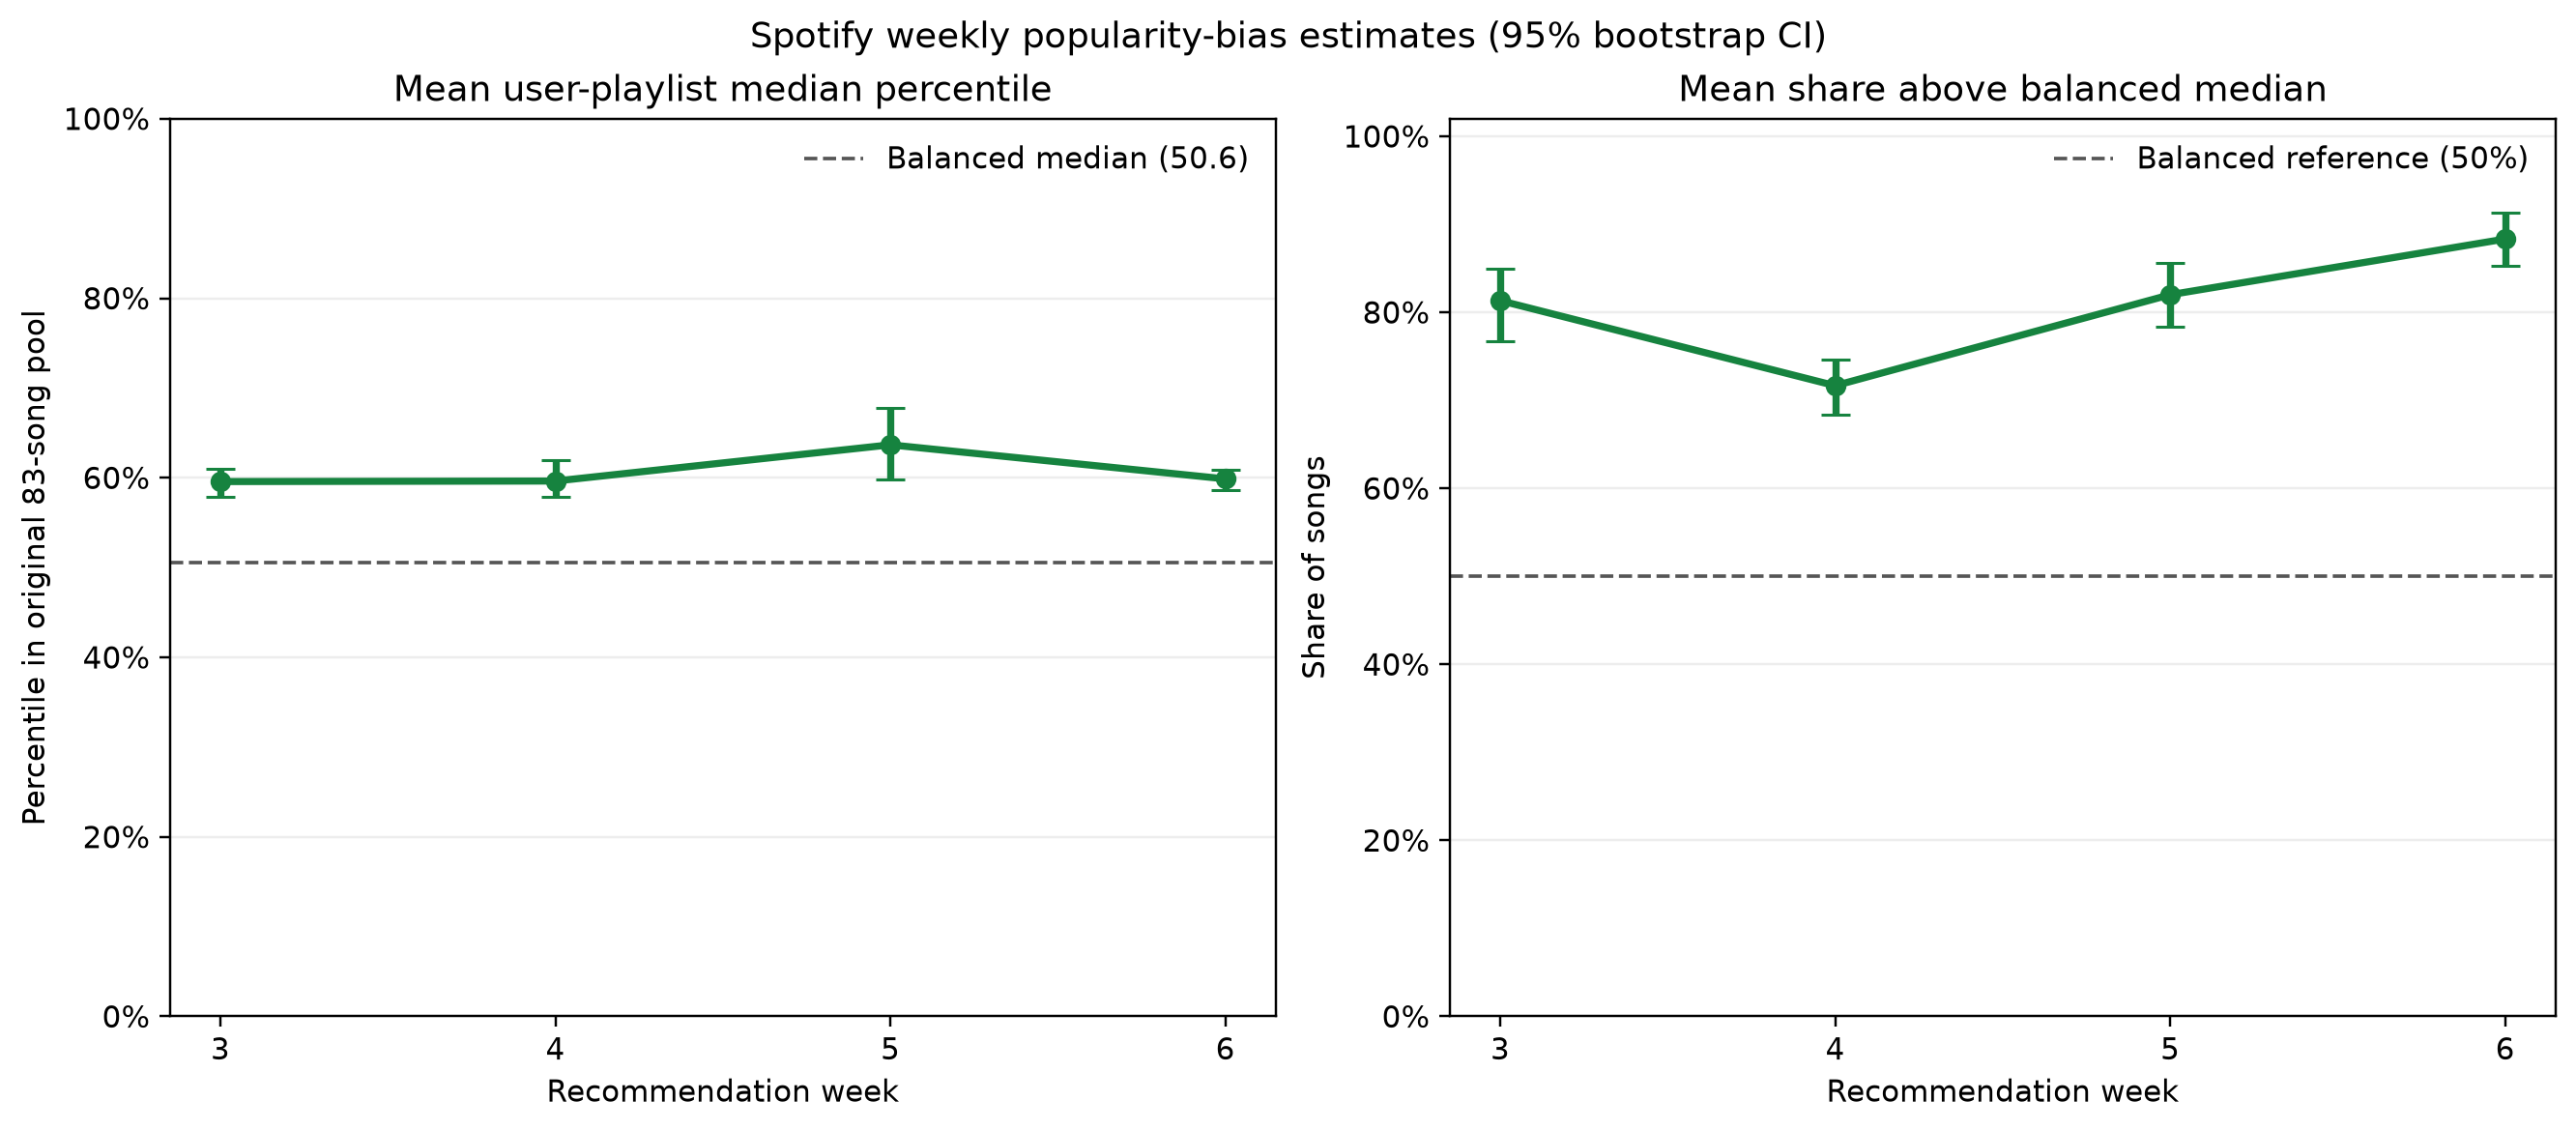 Spotify weekly popularity-bias estimates (95% bootstrap CI)
Mean user-playlist median percentile
Percentile in original 83-song pool
100%
80%
60%
40%
20%
0%
Balanced median (50.6)
3
4
5
6
Recommendation week
Mean share above balanced median
Share of songs
100%
80%
60%
40%
20%
0%
Balanced reference (50%)
3
4
5
6
Recommendation week